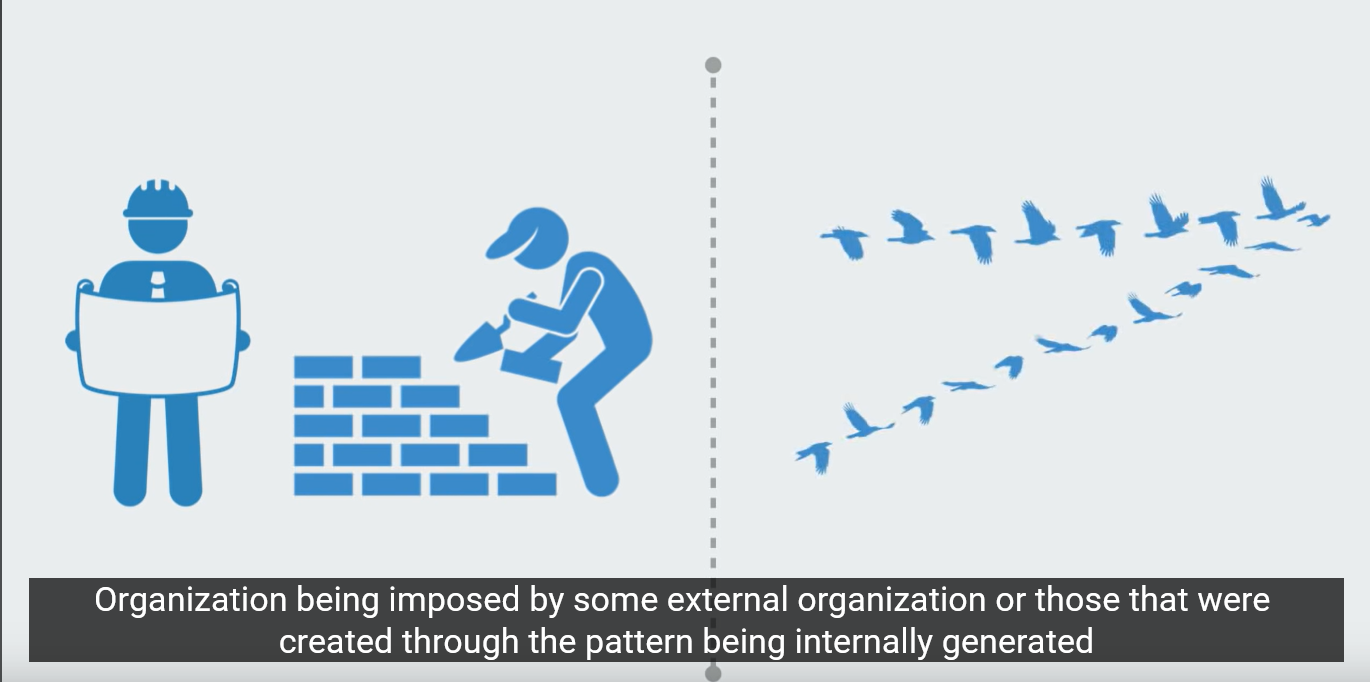 Organization being imposed by some external organization or those that were
created through the pattern being internally generated